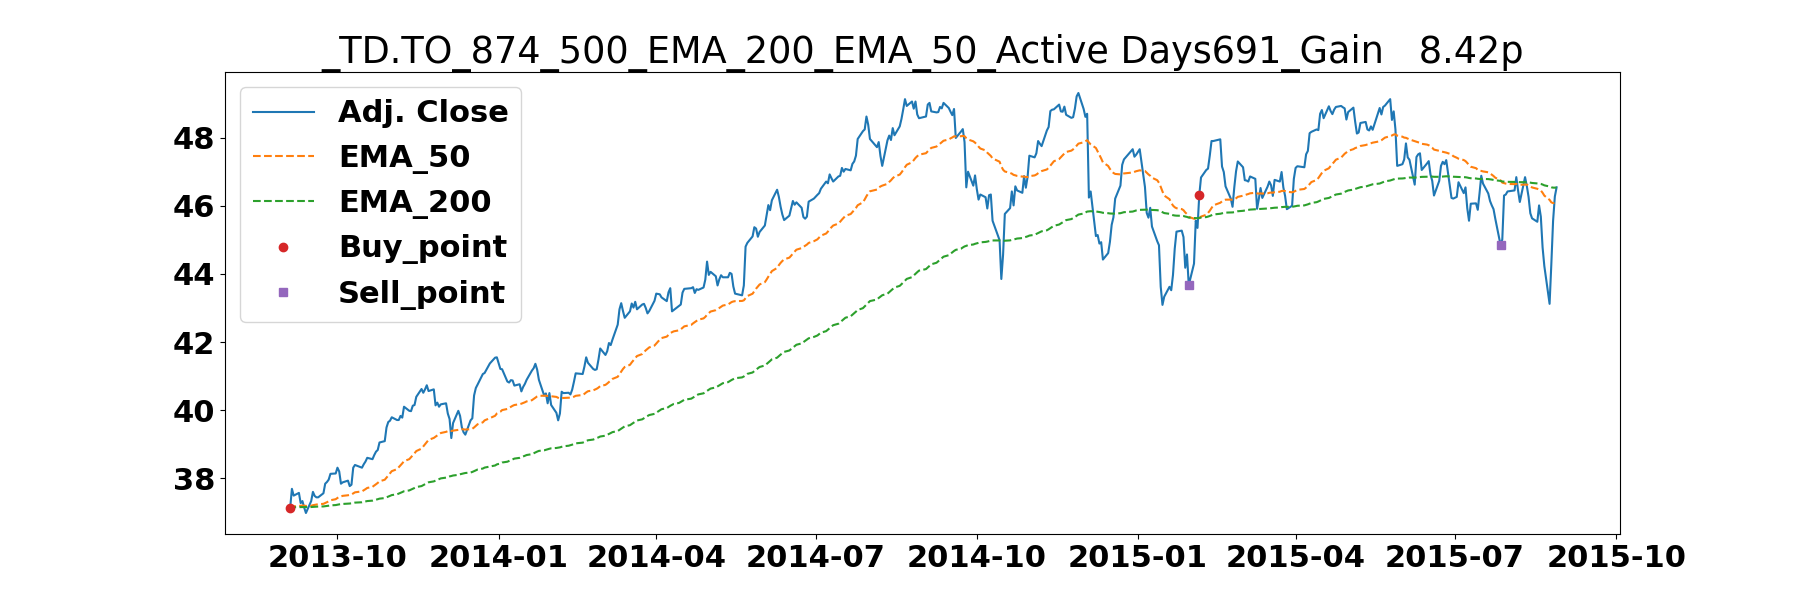 _TD.TO_874_500_EMA_200_EMA_50_Active Days691_Gain   8.42p
Adj. Close
EMA_50
EMA_200
Buy_point
Sell_point
48
46
44
42
40
38
2013-10 2014-01 2014-04 2014-07 2014-10 2015-01 2015-04 2015-07 2015-10